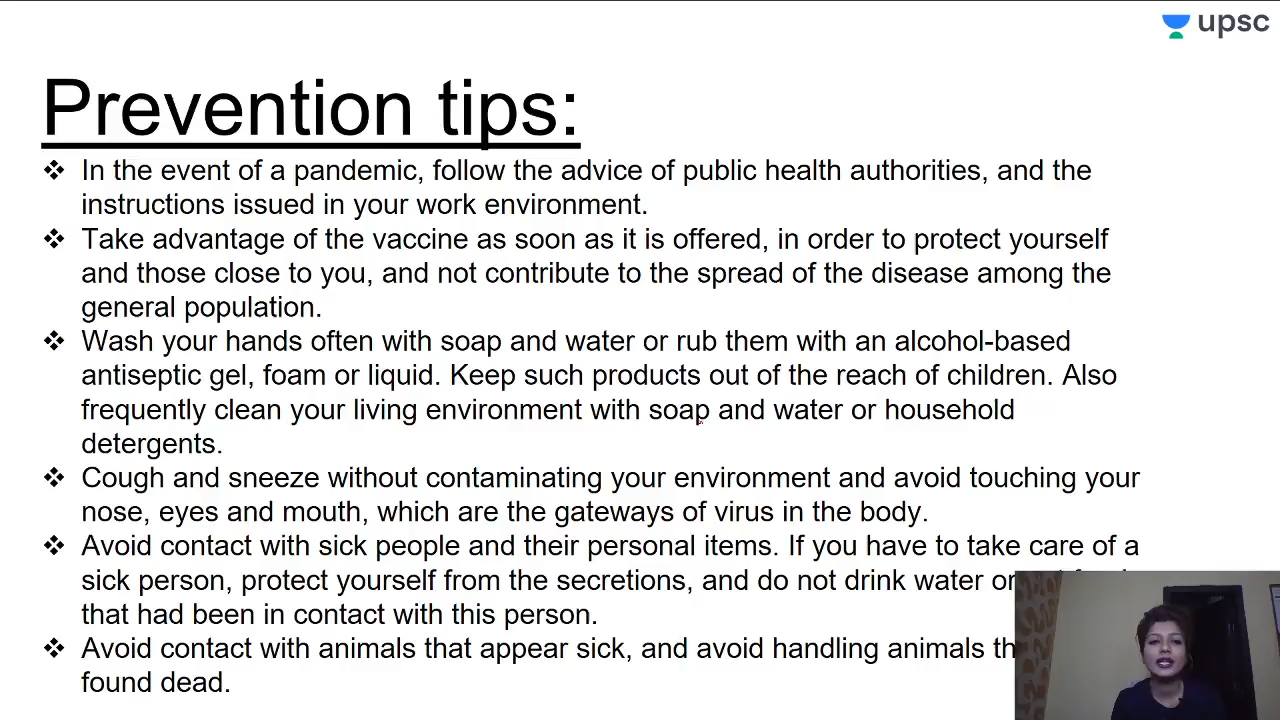 upsc
Prevention tips:
❖ In the event of a pandemic, follow the advice of public health authorities, and the
instructions issued in your work environment.
❖ Take advantage of the vaccine as soon as it is offered, in order to protect yourself
and those close to you, and not contribute to the spread of the disease among the
general population.
❖ Wash your hands often with soap and water or rub them with an alcohol-based
antiseptic gel, foam or liquid. Keep such products out of the reach of children. Also
frequently clean your living environment with soap and water or household
detergents.
❖ Cough and sneeze without contaminating your environment and avoid touching your
nose, eyes and mouth, which are the gateways of virus in the body.
❖ Avoid contact with sick people and their personal items. If you have to take care of a
sick person, protect yourself from the secretions, and do not drink water or
that had been in contact with this person.
❖ Avoid contact with animals that appear sick, and avoid handling animals
found dead.